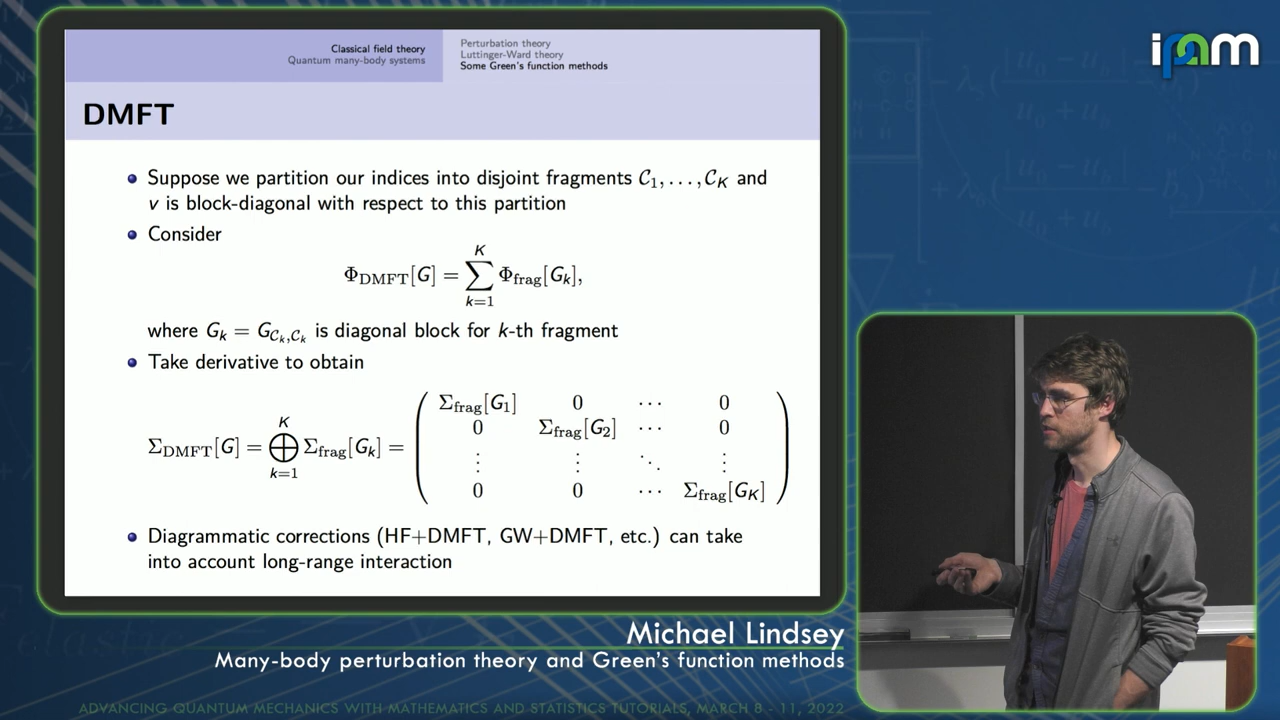 Classical field theory
Quantum many-body systems
Perturbation theory
Luttinger-Ward theory
Some Green's function methods
DMFT
Suppose we partition our indices into disjoint fragments C₁, . . . , C_K and
v is block-diagonal with respect to this partition
Consider
Φ_DMFT[G] = ∑_{k=1}^{K} Φ_frag[G_k],
where G_k = G_{C_k,C_k} is diagonal block for k-th fragment
Take derivative to obtain
Σ_DMFT[G] = ⨁_{k=1}^{K} Σ_frag[G_k] =
Σ_frag[G₁] 0 ⋯ 0
0 Σ_frag[G₂] ⋯ 0
⋮ ⋮ ⋱ ⋮
0 0 ⋯ Σ_frag[G_K]
Diagrammatic corrections (HF+DMFT, GW+DMFT, etc.) can take
into account long-range interaction
ipam
Michael Lindsey
Many-body perturbation theory and Green's function methods
ADVANCING QUANTUM MECHANICS WITH MATHEMATICS AND STATISTICS TUTORIALS, MARCH 8 - 11, 2022